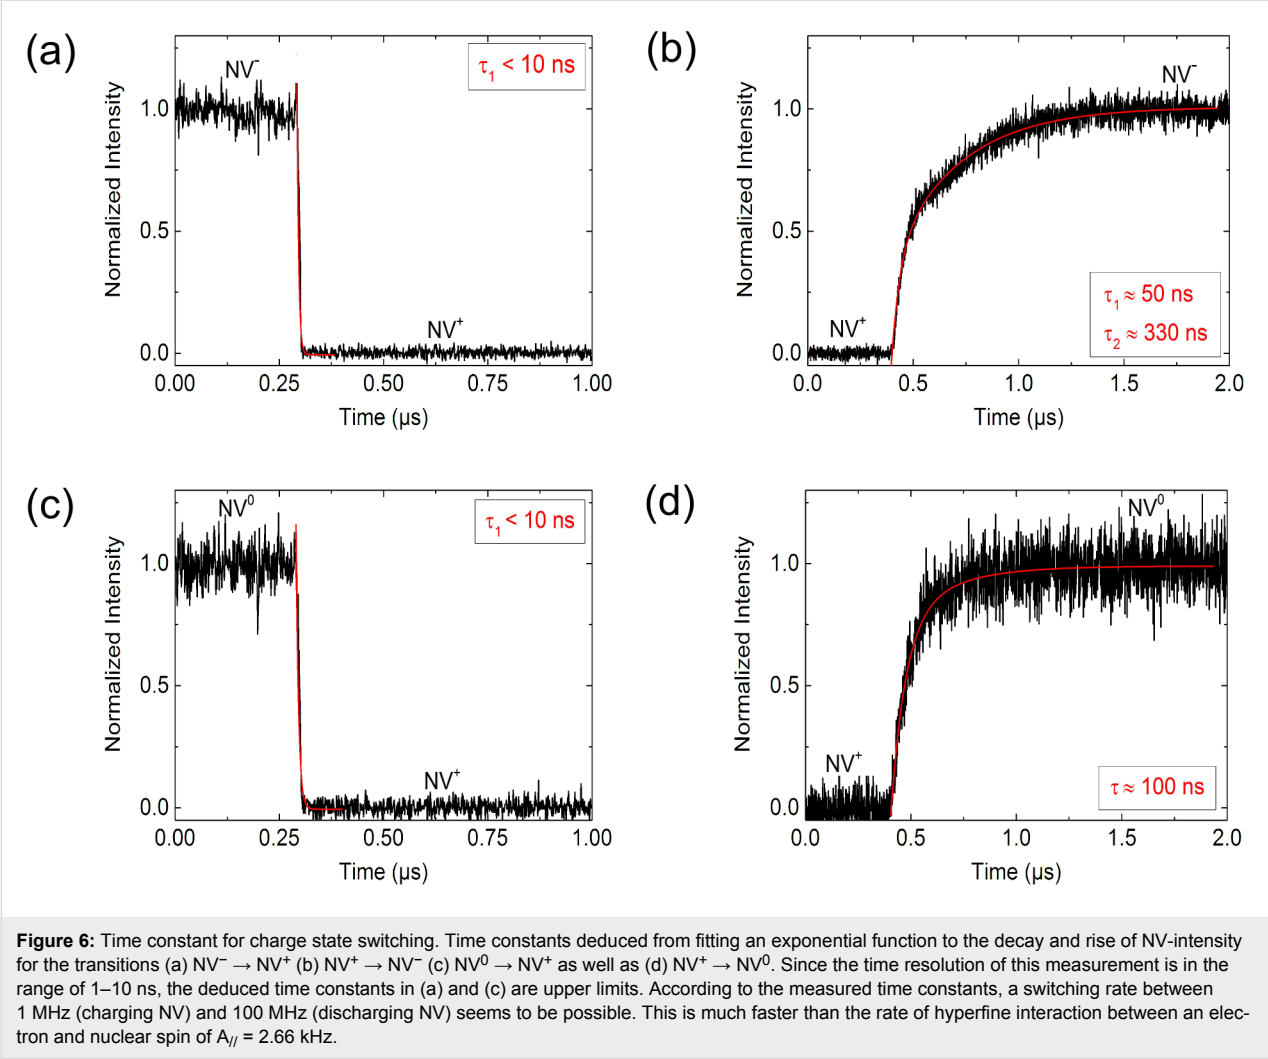 (a)
NV⁻
τ₁ < 10 ns
Normalized Intensity
1.0
0.5
0.0
NV⁺
0.00 0.25 0.50 0.75 1.00
Time (µs)
(b)
NV⁻
Normalized Intensity
1.0
0.5
0.0
NV⁺
τ₁ ≈ 50 ns
τ₂ ≈ 330 ns
0.0 0.5 1.0 1.5 2.0
Time (µs)
(c)
NV⁰
τ₁ < 10 ns
Normalized Intensity
1.0
0.5
0.0
NV⁺
0.00 0.25 0.50 0.75 1.00
Time (µs)
(d)
NV⁰
Normalized Intensity
1.0
0.5
0.0
NV⁺
τ ≈ 100 ns
0.0 0.5 1.0 1.5 2.0
Time (µs)
Figure 6: Time constant for charge state switching. Time constants deduced from fitting an exponential function to the decay and rise of NV-intensity
for the transitions (a) NV⁻ → NV⁺ (b) NV⁺ → NV⁻ (c) NV⁰ → NV⁺ as well as (d) NV⁺ → NV⁰. Since the time resolution of this measurement is in the
range of 1–10 ns, the deduced time constants in (a) and (c) are upper limits. According to the measured time constants, a switching rate between
1 MHz (charging NV) and 100 MHz (discharging NV) seems to be possible. This is much faster than the rate of hyperfine interaction between an elec-
tron and nuclear spin of A// = 2.66 kHz.